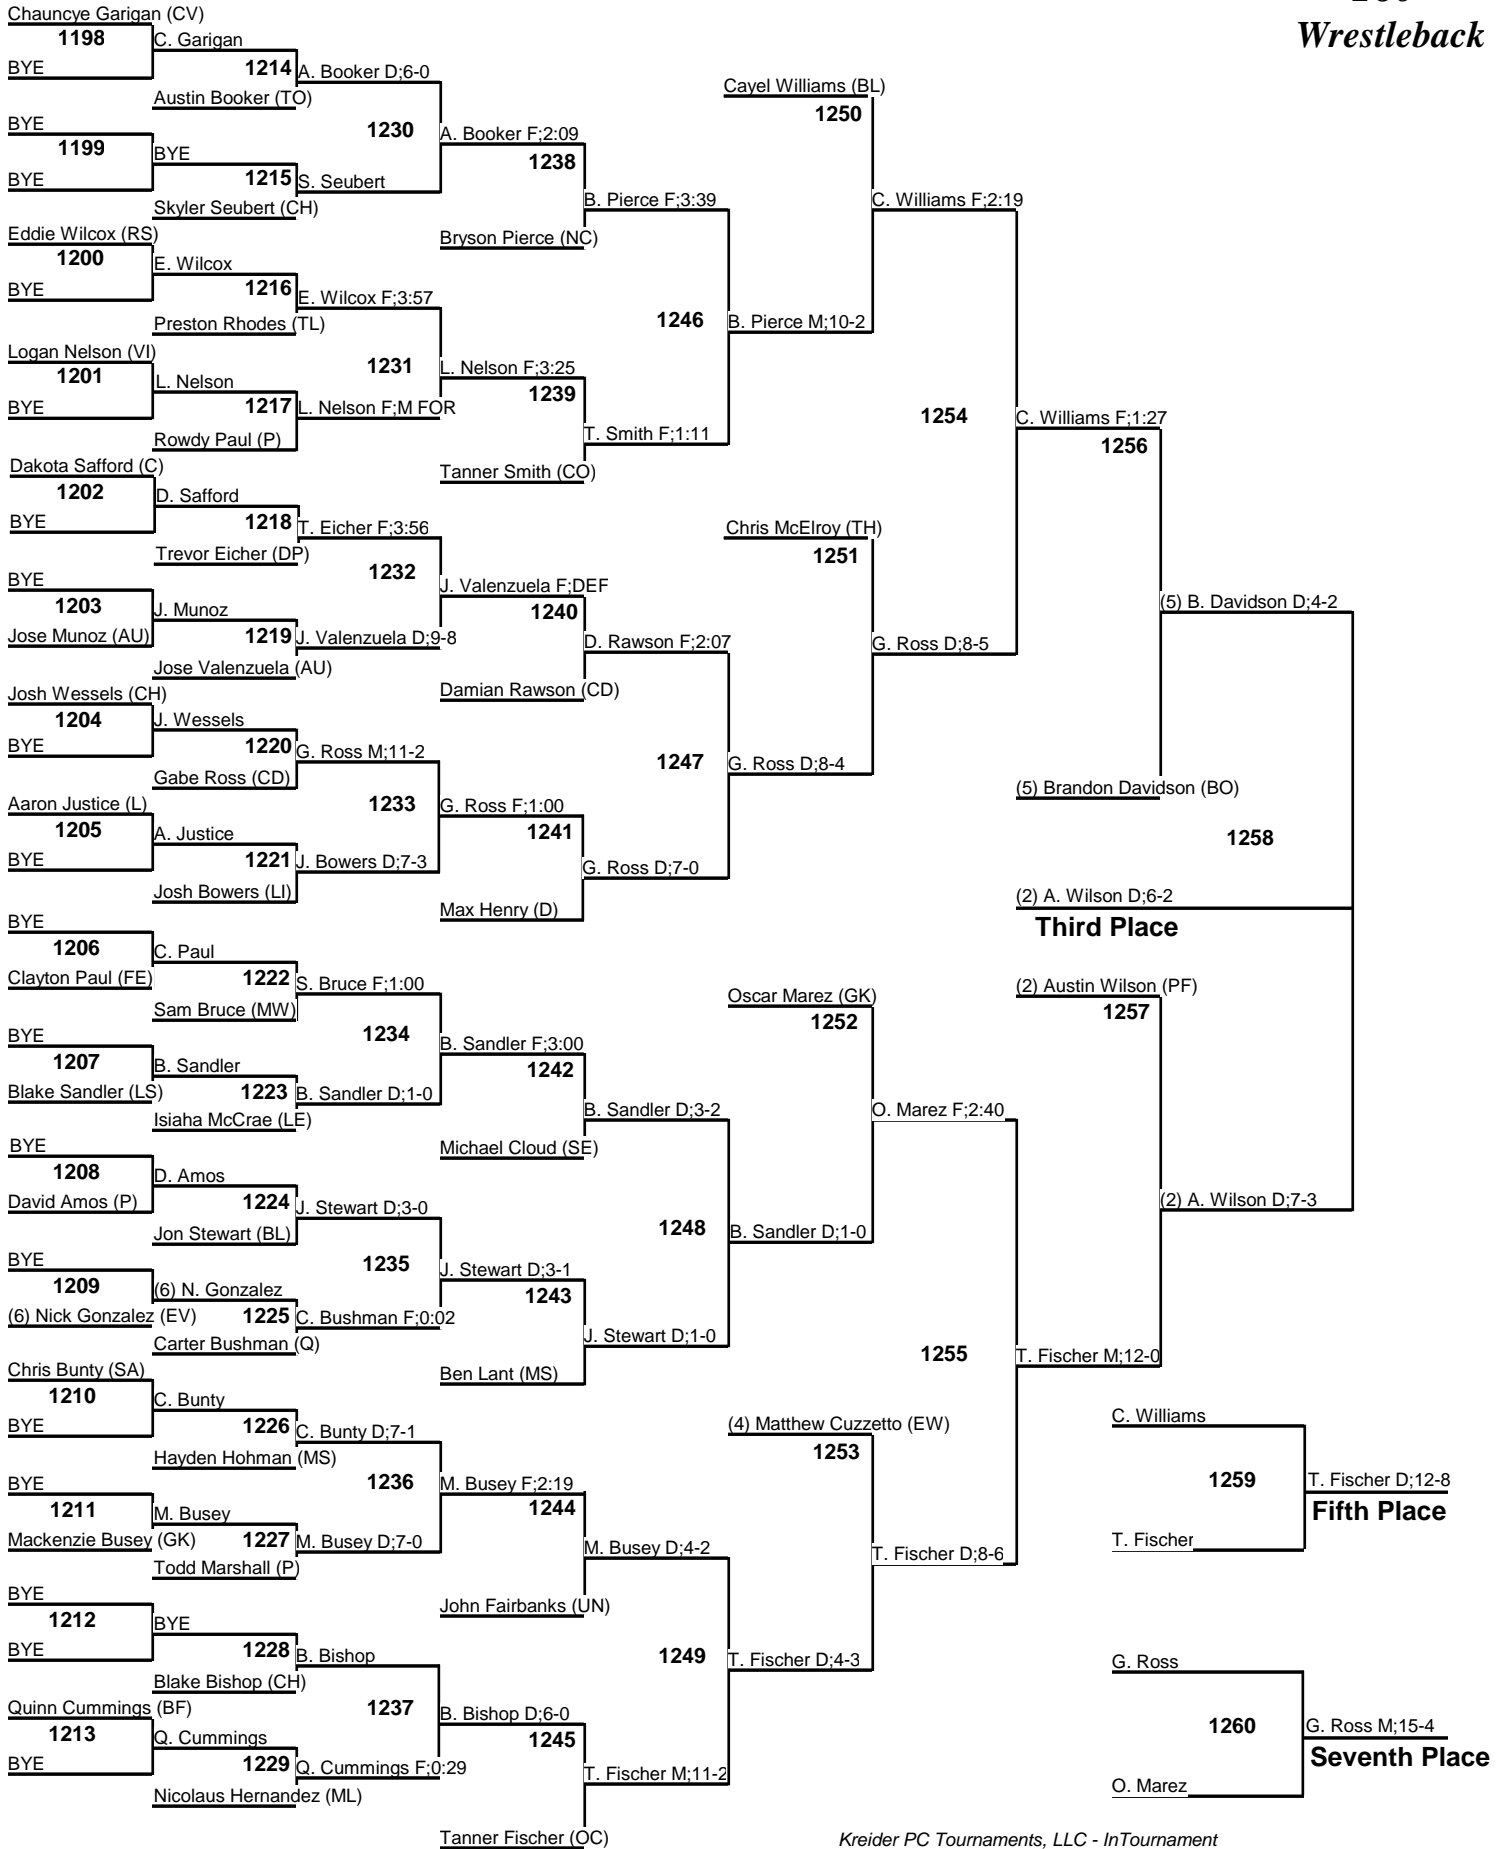 Wrestleback
Chauncye Garigan (CV)
1198
C. Garigan
BYE
1214
A. Booker D;6-0
Austin Booker (TO)
BYE
1230
A. Booker F;2:09
1199
BYE
1238
BYE
1215
S. Seubert
Skyler Seubert (CH)
B. Pierce F;3:39
Bryson Pierce (NC)
Eddie Wilcox (RS)
1200
E. Wilcox
BYE
1216
E. Wilcox F;3:57
Preston Rhodes (TL)
1246
B. Pierce M;10-2
Logan Nelson (VI)
1201
L. Nelson
1231
L. Nelson F;3:25
BYE
1217
L. Nelson F;M FOR
1239
Rowdy Paul (P)
T. Smith F;1:11
Tanner Smith (CO)
Cayel Williams (BL)
1250
C. Williams F;2:19
1254
C. Williams F;1:27
1256
Dakota Safford (C)
1202
D. Safford
BYE
1218
T. Eicher F;3:56
Trevor Eicher (DP)
BYE
1232
J. Valenzuela F;DEF
1203
J. Munoz
1240
Jose Munoz (AU)
1219
J. Valenzuela D;9-8
Jose Valenzuela (AU)
D. Rawson F;2:07
Damian Rawson (CD)
Chris McElroy (TH)
1251
G. Ross D;8-5
(5) B. Davidson D;4-2
Josh Wessels (CH)
1204
J. Wessels
BYE
1220
G. Ross M;11-2
Gabe Ross (CD)
1247
G. Ross D;8-4
Aaron Justice (L)
1205
A. Justice
1233
G. Ross F;1:00
1241
BYE
1221
J. Bowers D;7-3
Josh Bowers (LI)
G. Ross D;7-0
Max Henry (D)
(5) Brandon Davidson (BO)
1258
(2) A. Wilson D;6-2
Third Place
BYE
1206
C. Paul
Clayton Paul (FE)
1222
S. Bruce F;1:00
Sam Bruce (MW)
BYE
1234
B. Sandler F;3:00
1207
B. Sandler
1242
Blake Sandler (LS)
1223
B. Sandler D;1-0
Isiaha McCrae (LE)
B. Sandler D;3-2
Michael Cloud (SE)
Oscar Marez (GK)
1252
O. Marez F;2:40
(2) Austin Wilson (PF)
1257
(2) A. Wilson D;7-3
BYE
1208
D. Amos
David Amos (P)
1224
J. Stewart D;3-0
Jon Stewart (BL)
1248
B. Sandler D;1-0
BYE
1235
J. Stewart D;3-1
1209
(6) N. Gonzalez
1243
(6) Nick Gonzalez (EV)
1225
C. Bushman F;0:02
Carter Bushman (Q)
J. Stewart D;1-0
Ben Lant (MS)
1255
T. Fischer M;12-0
Chris Bunty (SA)
1210
C. Bunty
BYE
1226
C. Bunty D;7-1
Hayden Hohman (MS)
(4) Matthew Cuzzetto (EW)
1253
BYE
1236
M. Busey F;2:19
1211
M. Busey
1244
Mackenzie Busey (GK)
1227
M. Busey D;7-0
Todd Marshall (P)
M. Busey D;4-2
T. Fischer D;8-6
John Fairbanks (UN)
C. Williams
1259
T. Fischer D;12-8
Fifth Place
T. Fischer
BYE
1212
BYE
BYE
1228
B. Bishop
Blake Bishop (CH)
1249
T. Fischer D;4-3
Quinn Cummings (BF)
1213
Q. Cummings
1237
B. Bishop D;6-0
1245
BYE
1229
Q. Cummings F;0:29
Nicolaus Hernandez (ML)
T. Fischer M;11-2
Tanner Fischer (OC)
G. Ross
1260
G. Ross M;15-4
Seventh Place
O. Marez
Kreider PC Tournaments, LLC - InTournament